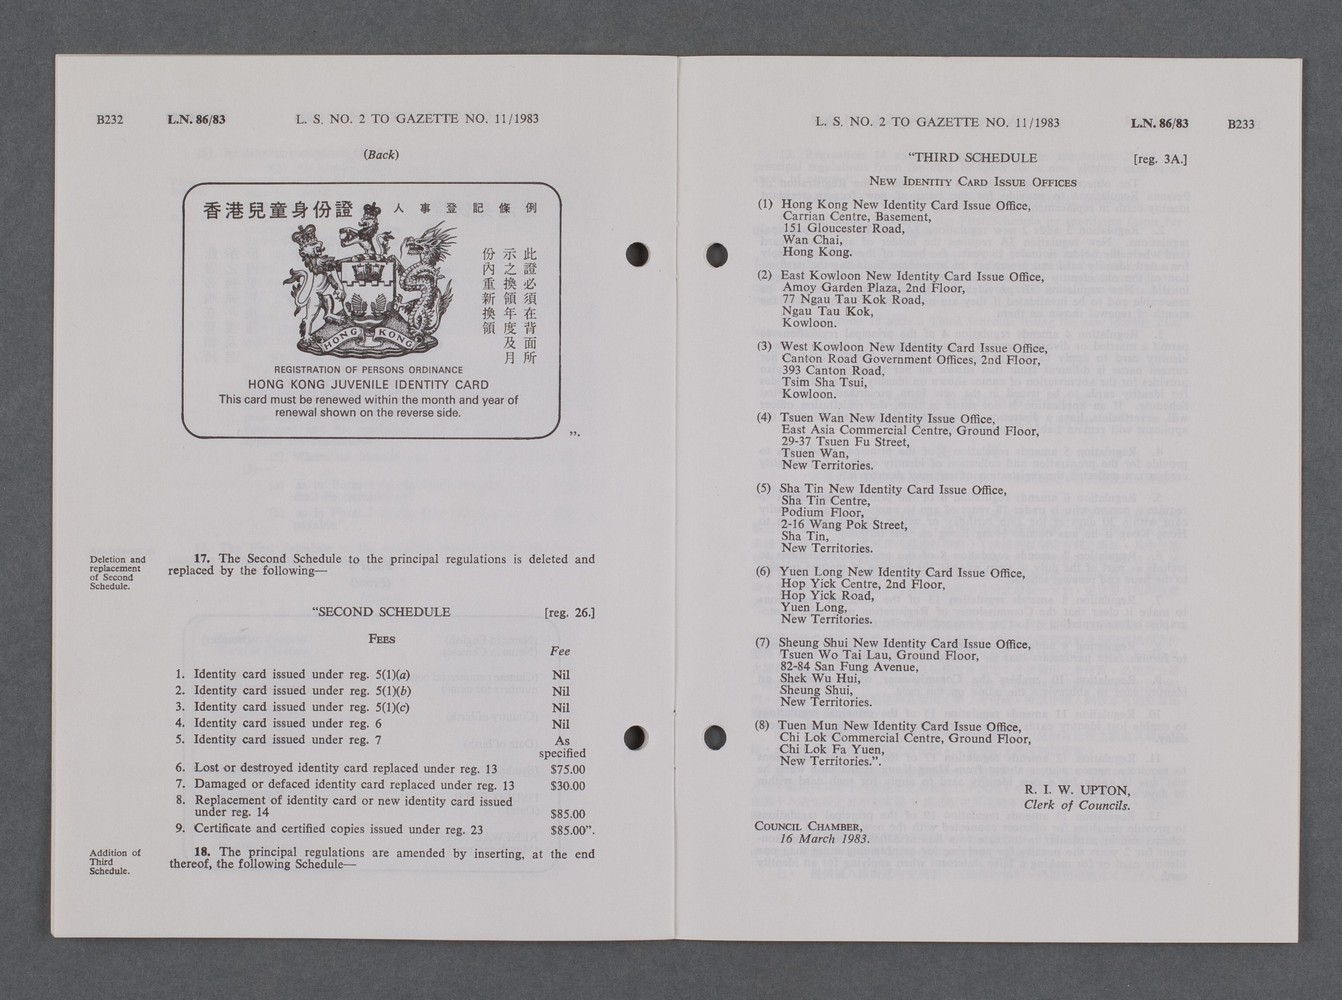 B232 L.N. 86/83 L. S. NO. 2 TO GAZETTE NO. 11/1983
(Back)
香港兒童身份證 人事登記條例
此證必須在背面所
示之換領年度及月
份內重新換領
HONG KONG
REGISTRATION OF PERSONS ORDINANCE
HONG KONG JUVENILE IDENTITY CARD
This card must be renewed within the month and year of
renewal shown on the reverse side.
”.
Deletion and
replacement
of Second
Schedule.
17. The Second Schedule to the principal regulations is deleted and
replaced by the following—
“SECOND SCHEDULE [reg. 26.]
FEES
Fee
1. Identity card issued under reg. 5(1)(a) Nil
2. Identity card issued under reg. 5(1)(b) Nil
3. Identity card issued under reg. 5(1)(c) Nil
4. Identity card issued under reg. 6 Nil
5. Identity card issued under reg. 7 As
specified
6. Lost or destroyed identity card replaced under reg. 13 $75.00
7. Damaged or defaced identity card replaced under reg. 13 $30.00
8. Replacement of identity card or new identity card issued
under reg. 14 $85.00
9. Certificate and certified copies issued under reg. 23 $85.00”.
Addition of
Third
Schedule.
18. The principal regulations are amended by inserting, at the end
thereof, the following Schedule—
L. S. NO. 2 TO GAZETTE NO. 11/1983 L.N. 86/83 B233
“THIRD SCHEDULE [reg. 3A.]
NEW IDENTITY CARD ISSUE OFFICES
(1) Hong Kong New Identity Card Issue Office,
Carrian Centre, Basement,
151 Gloucester Road,
Wan Chai,
Hong Kong.
(2) East Kowloon New Identity Card Issue Office,
Amoy Garden Plaza, 2nd Floor,
77 Ngau Tau Kok Road,
Ngau Tau Kok,
Kowloon.
(3) West Kowloon New Identity Card Issue Office,
Canton Road Government Offices, 2nd Floor,
393 Canton Road,
Tsim Sha Tsui,
Kowloon.
(4) Tsuen Wan New Identity Issue Office,
East Asia Commercial Centre, Ground Floor,
29-37 Tsuen Fu Street,
Tsuen Wan,
New Territories.
(5) Sha Tin New Identity Card Issue Office,
Sha Tin Centre,
Podium Floor,
2-16 Wang Pok Street,
Sha Tin,
New Territories.
(6) Yuen Long New Identity Card Issue Office,
Hop Yick Centre, 2nd Floor,
Hop Yick Road,
Yuen Long,
New Territories.
(7) Sheung Shui New Identity Card Issue Office,
Tsuen Wo Tai Lau, Ground Floor,
82-84 San Fung Avenue,
Shek Wu Hui,
Sheung Shui,
New Territories.
(8) Tuen Mun New Identity Card Issue Office,
Chi Lok Commercial Centre, Ground Floor,
Chi Lok Fa Yuen,
New Territories.”.
R. I. W. UPTON,
Clerk of Councils.
COUNCIL CHAMBER,
16 March 1983.